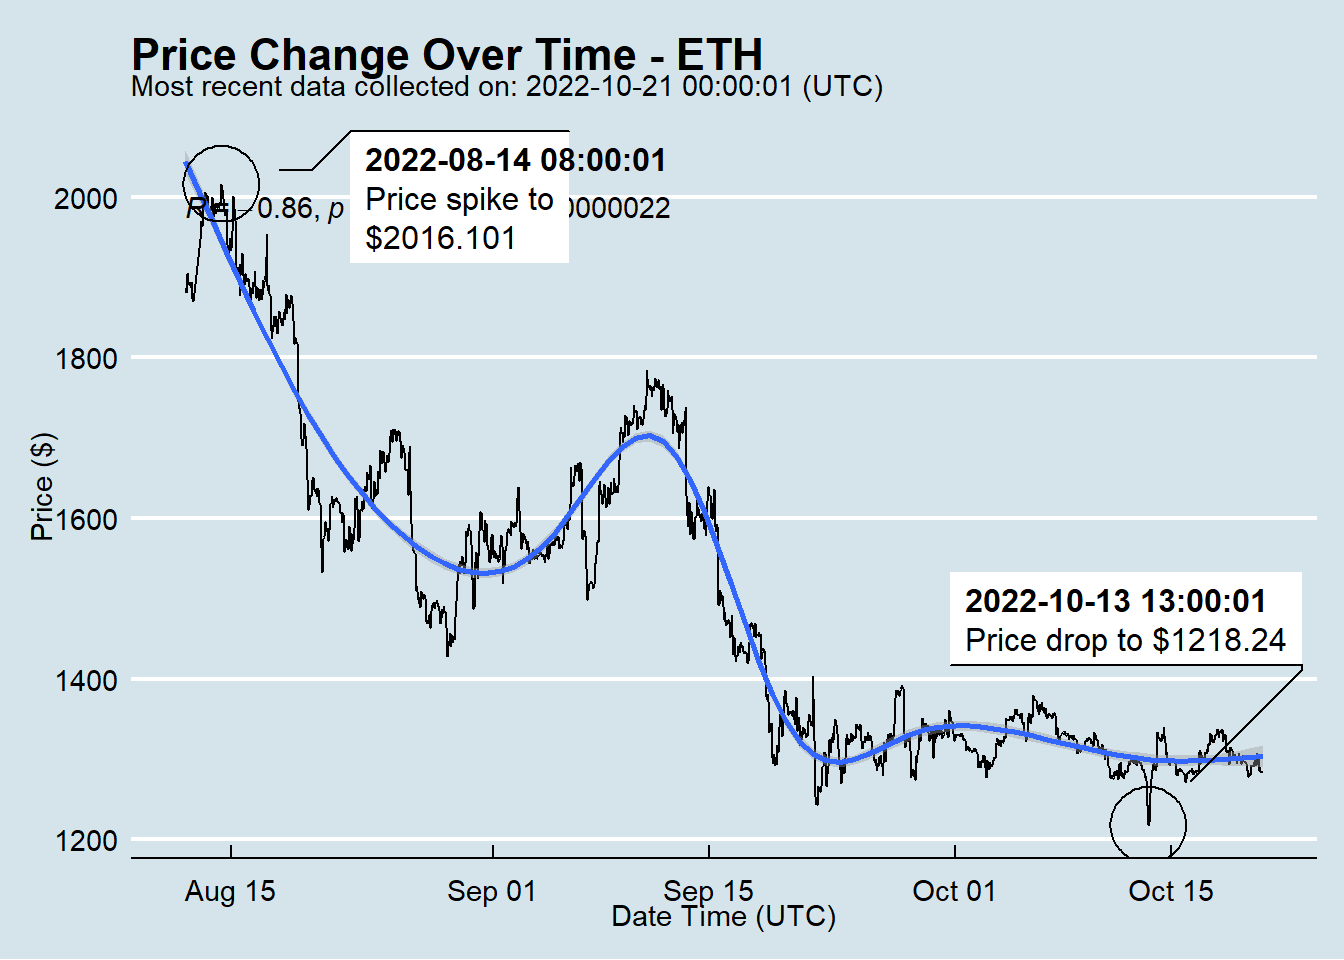 Price Change Over Time - ETH
Most recent data collected on: 2022-10-21 00:00:01 (UTC)
2022-08-14 08:00:01
Price spike to
$2016.101
R = −0.86, p 0000022
2000
1800
1600
1400
1200
Price ($)
2022-10-13 13:00:01
Price drop to $1218.24
Aug 15
Sep 01
Sep 15
Oct 01
Oct 15
Date Time (UTC)